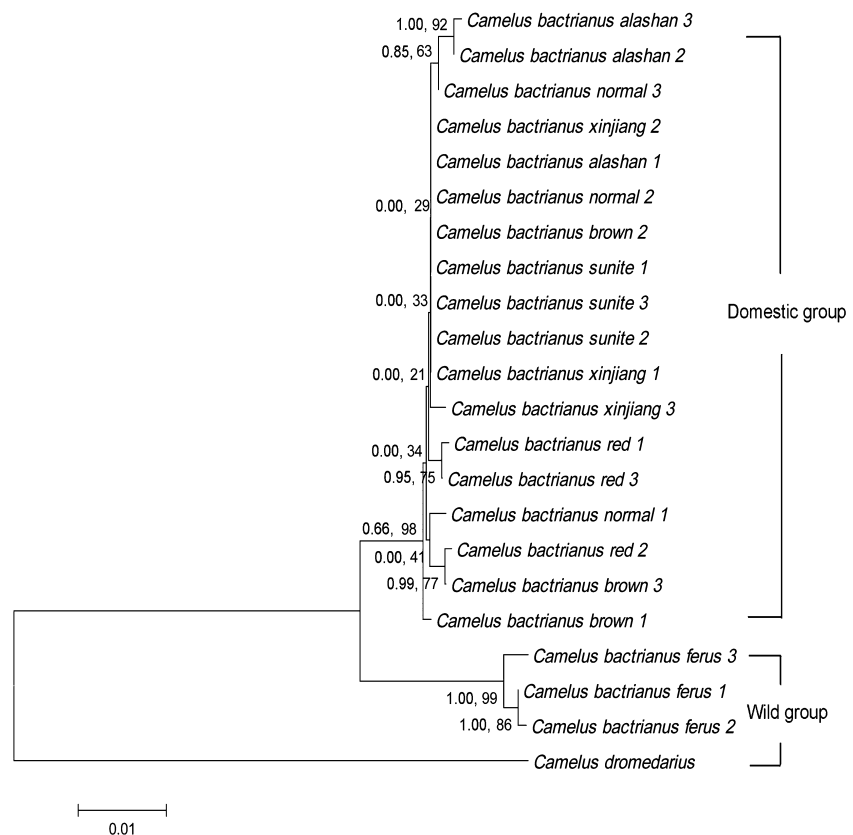 1.00, 92
Camelus bactrianus alashan 3
0.85, 63
Camelus bactrianus alashan 2
Camelus bactrianus normal 3
Camelus bactrianus xinjiang 2
Camelus bactrianus alashan 1
0.00, 29
Camelus bactrianus normal 2
Camelus bactrianus brown 2
Camelus bactrianus sunite 1
0.00, 33
Camelus bactrianus sunite 3
Domestic group
Camelus bactrianus sunite 2
0.00, 21
Camelus bactrianus xinjiang 1
Camelus bactrianus xinjiang 3
0.00, 34
Camelus bactrianus red 1
0.95, 75
Camelus bactrianus red 3
Camelus bactrianus normal 1
0.66, 98
0.00, 41
Camelus bactrianus red 2
0.99, 77
Camelus bactrianus brown 3
Camelus bactrianus brown 1
Camelus bactrianus ferus 3
1.00, 99
Camelus bactrianus ferus 1
Wild group
1.00, 86
Camelus bactrianus ferus 2
Camelus dromedarius
0.01